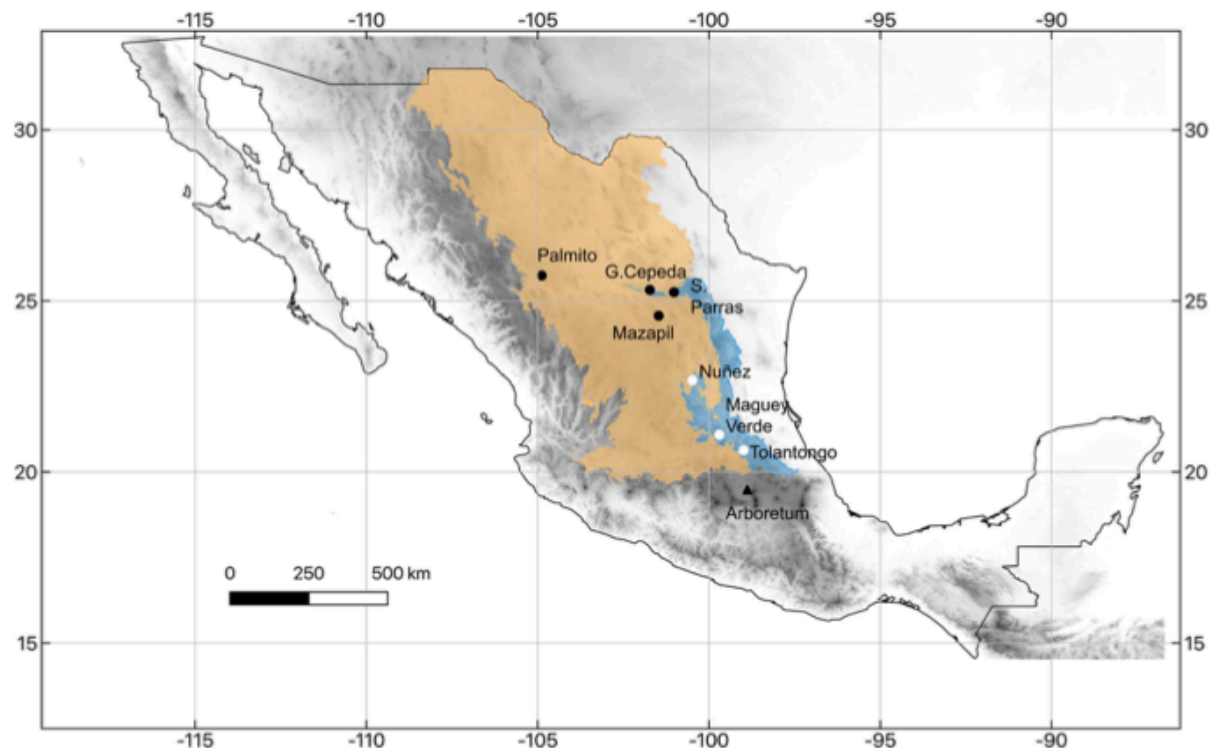 -115 -110 -105 -100 -95 -90
30 30
Palmito
G.Cepeda
S.
Parras
25 25
Mazapil
Nuñez
Maguey
Verde
Tolantongo
20 20
Arboretum
0 250 500 km
15 15
-115 -110 -105 -100 -95 -90